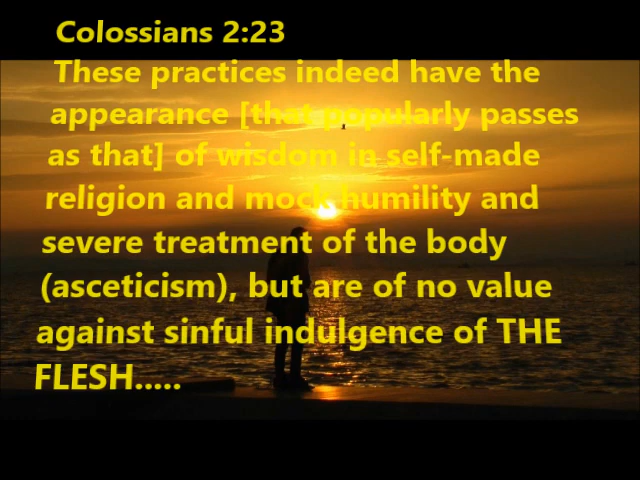 Colossians 2:23
These practices indeed have the
appearance [that popularly passes
as that] of wisdom in self-made
religion and mock humility and
severe treatment of the body
(asceticism), but are of no value
against sinful indulgence of THE
FLESH.....